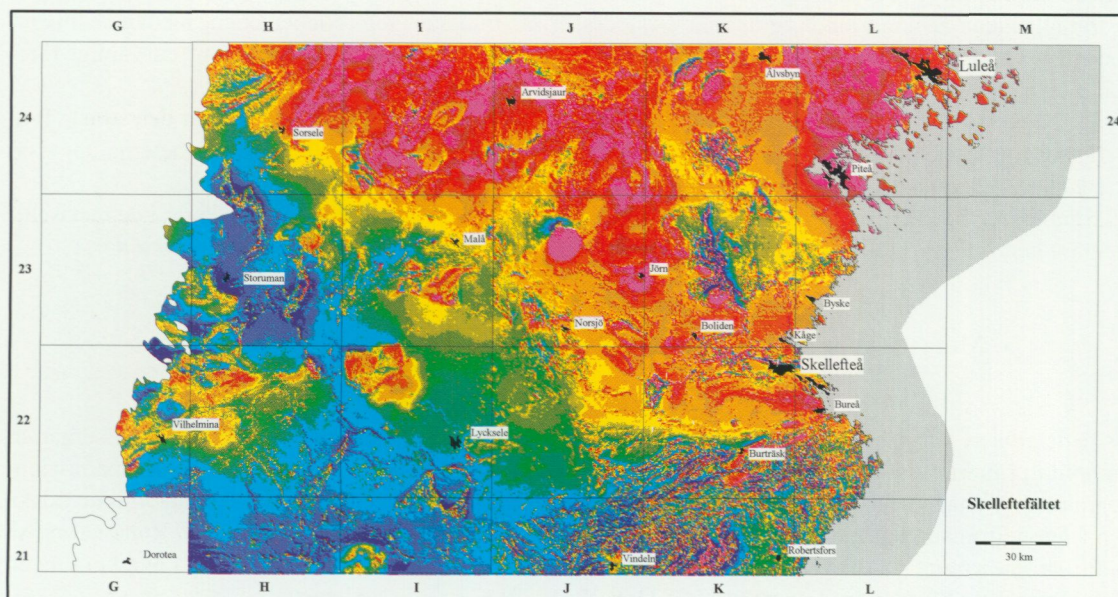 G H I J K L M
Luleå
Älvsbyn
Arvidsjaur
24
24
Sorsele
Piteå
Malå
23
Storuman
Jörn
Byske
Norsjö
Boliden
Kåge
Skellefteå
Bureå
22
Vilhelmina
Lycksele
Burträsk
Skelleftefältet
30 km
21
Dorotea
Vindeln
Robertsfors
G H I J K L